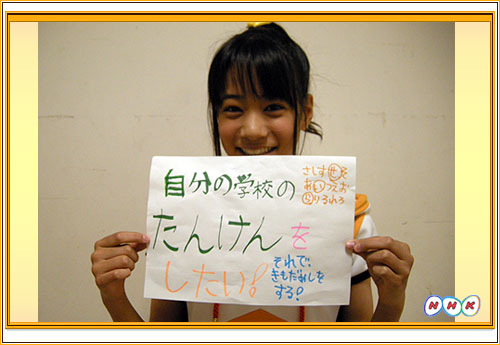 自分の学校の
さしすせそ
あいうえお
らりるれろ
たんけんを
したい!
それで、
きもだめしを
する!
NHK